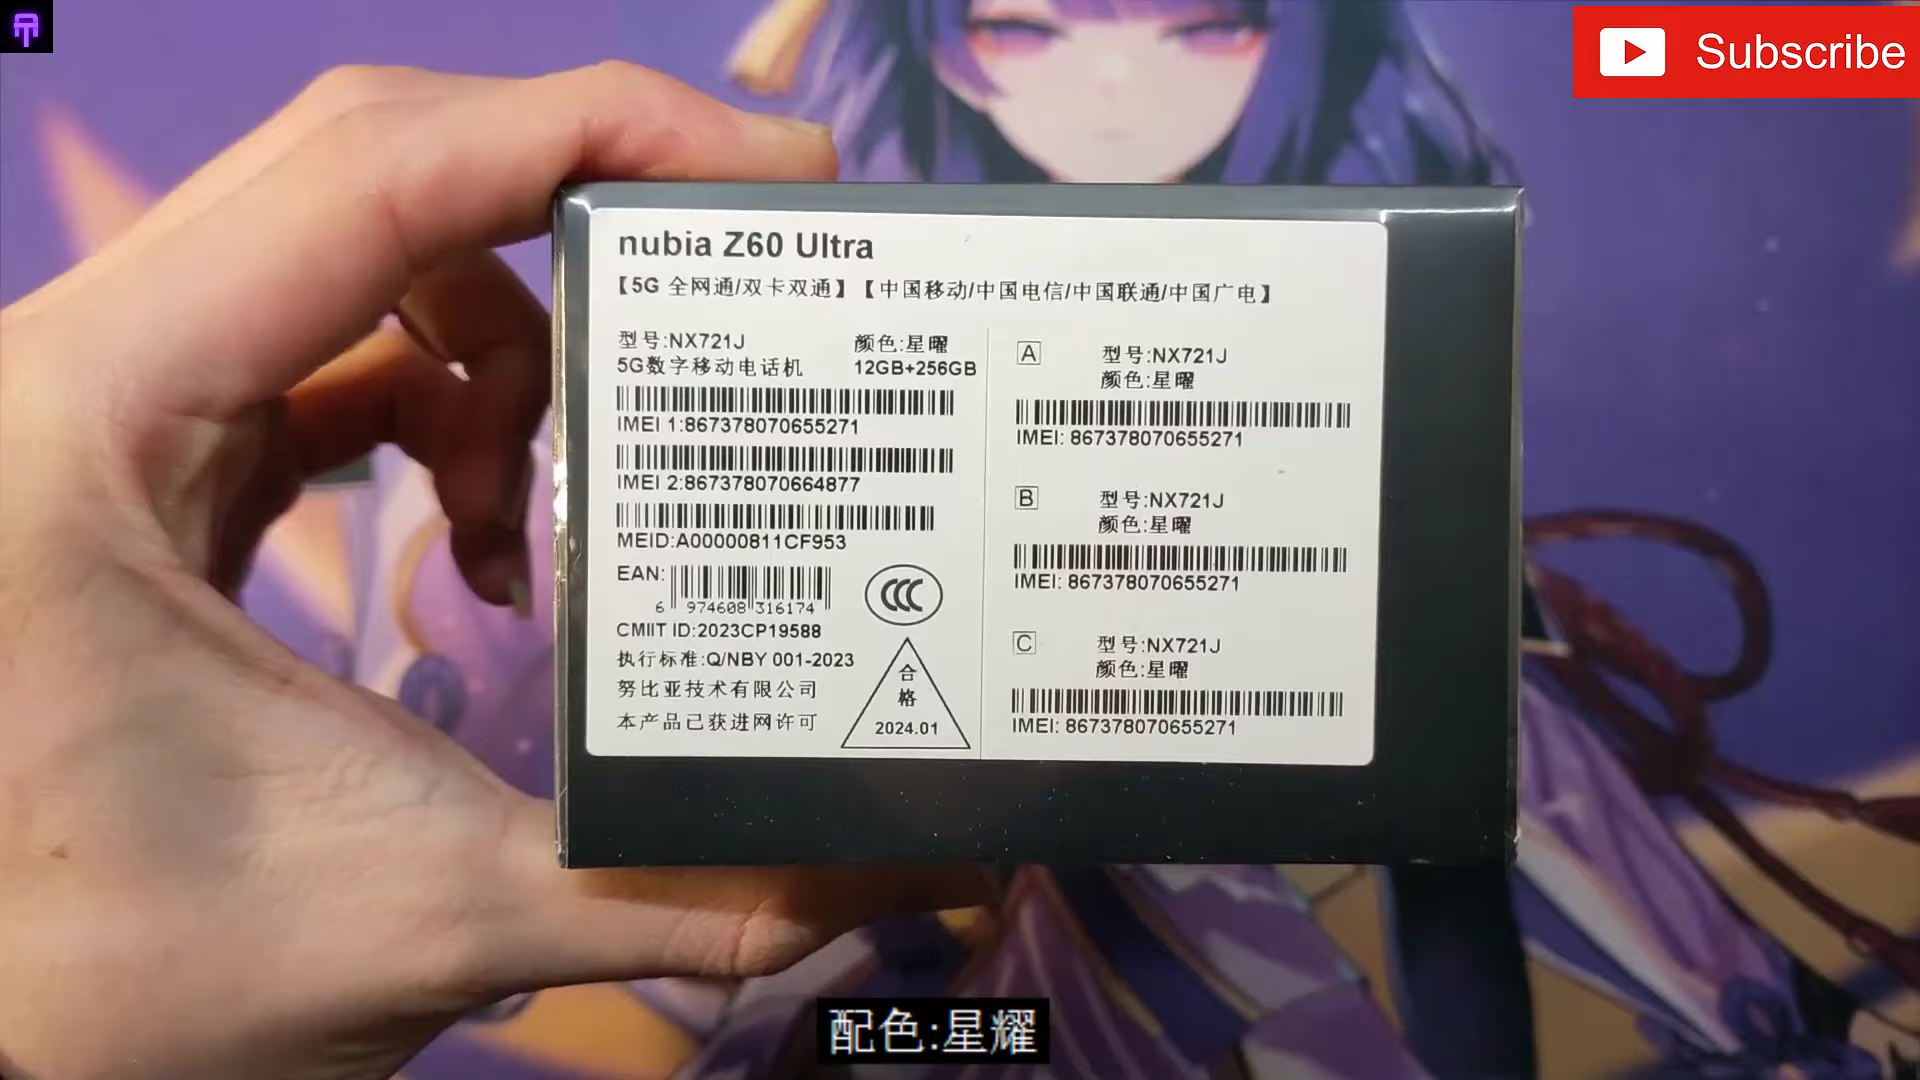 Subscribe
nubia Z60 Ultra
【5G 全网通/双卡双通】【中国移动/中国电信/中国联通/中国广电】
型号:NX721J 颜色:星曜
5G数字移动电话机 12GB+256GB
IMEI 1:867378070655271
IMEI 2:867378070664877
MEID:A00000811CF953
EAN:
6 974608 316174
CMIIT ID:2023CP19588
执行标准:Q/NBY 001-2023
努比亚技术有限公司
本产品已获进网许可
CCC
合
格
2024.01
A 型号:NX721J
颜色:星曜
IMEI: 867378070655271
B 型号:NX721J
颜色:星曜
IMEI: 867378070655271
C 型号:NX721J
颜色:星曜
IMEI: 867378070655271
配色:星耀